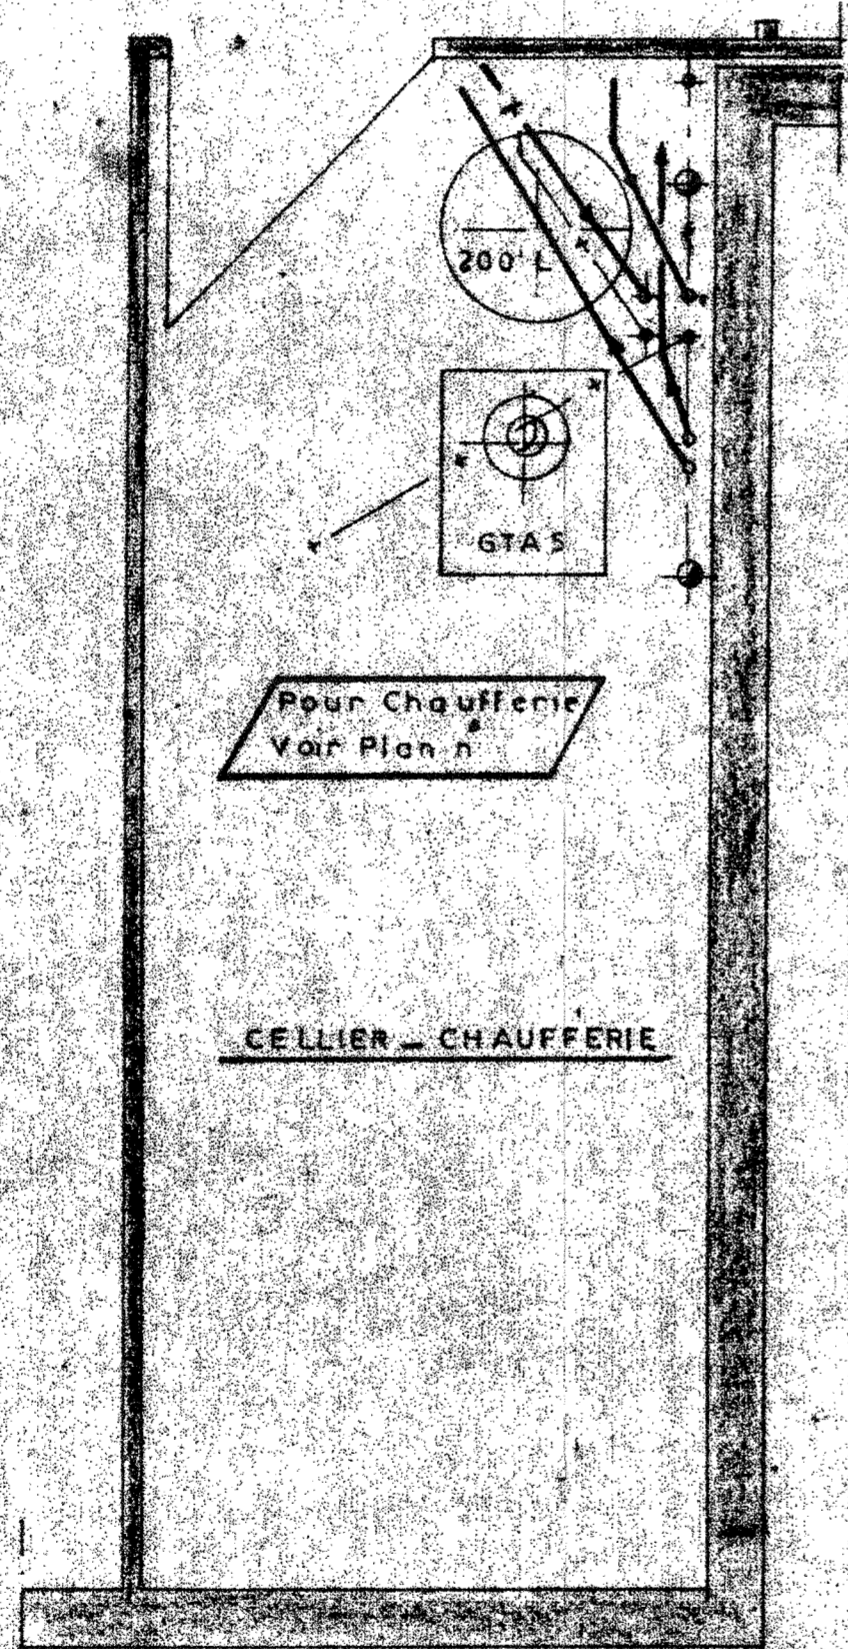 200 L
GTA 5
Pour Chaufferie
Voir Plan n°
CELLIER _ CHAUFFERIE